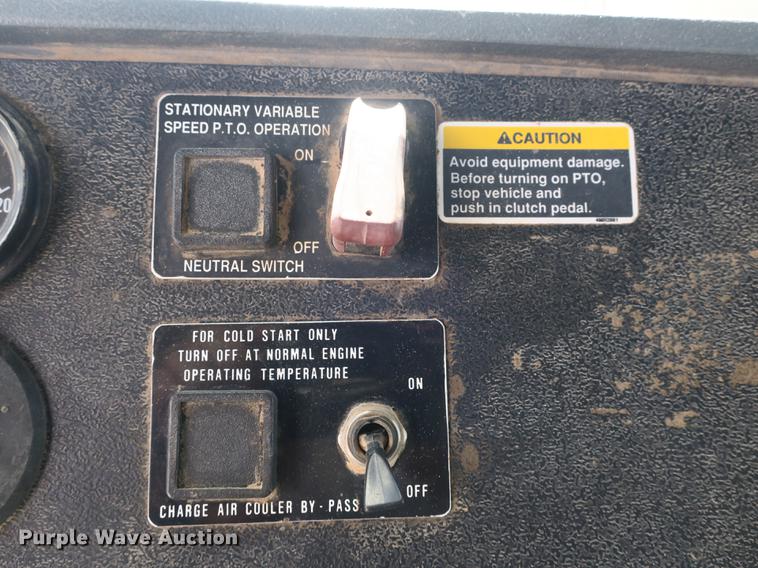 STATIONARY VARIABLE
SPEED P.T.O. OPERATION
ON
OFF
NEUTRAL SWITCH
CAUTION
Avoid equipment damage.
Before turning on PTO,
stop vehicle and
push in clutch pedal.
20
FOR COLD START ONLY
TURN OFF AT NORMAL ENGINE
OPERATING TEMPERATURE
ON
OFF
CHARGE AIR COOLER BY-PASS
Purple Wave Auction